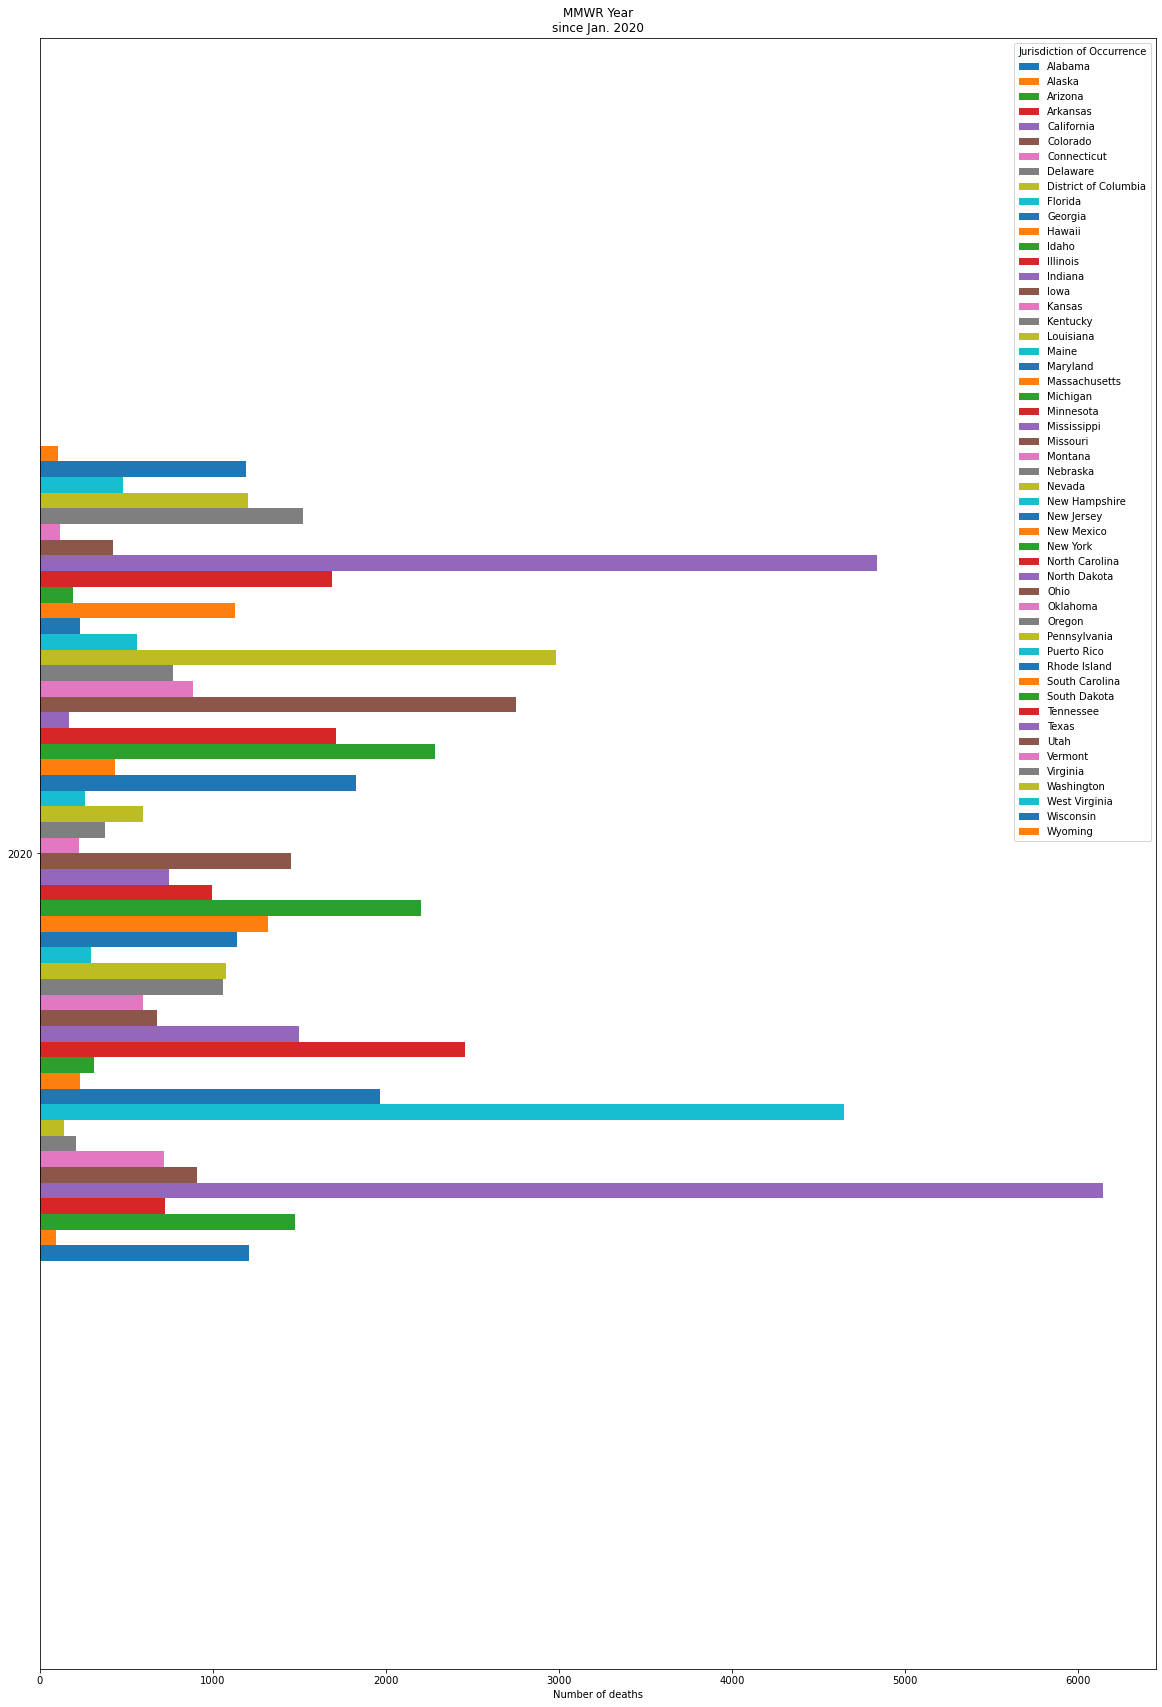 MMWR Year
since Jan. 2020
Jurisdiction of Occurrence
Alabama
Alaska
Arizona
Arkansas
California
Colorado
Connecticut
Delaware
District of Columbia
Florida
Georgia
Hawaii
Idaho
Illinois
Indiana
Iowa
Kansas
Kentucky
Louisiana
Maine
Maryland
Massachusetts
Michigan
Minnesota
Mississippi
Missouri
Montana
Nebraska
Nevada
New Hampshire
New Jersey
New Mexico
New York
North Carolina
North Dakota
Ohio
Oklahoma
Oregon
Pennsylvania
Puerto Rico
Rhode Island
South Carolina
South Dakota
Tennessee
Texas
Utah
Vermont
Virginia
Washington
West Virginia
Wisconsin
Wyoming
2020
0 1000 2000 3000 4000 5000 6000
Number of deaths